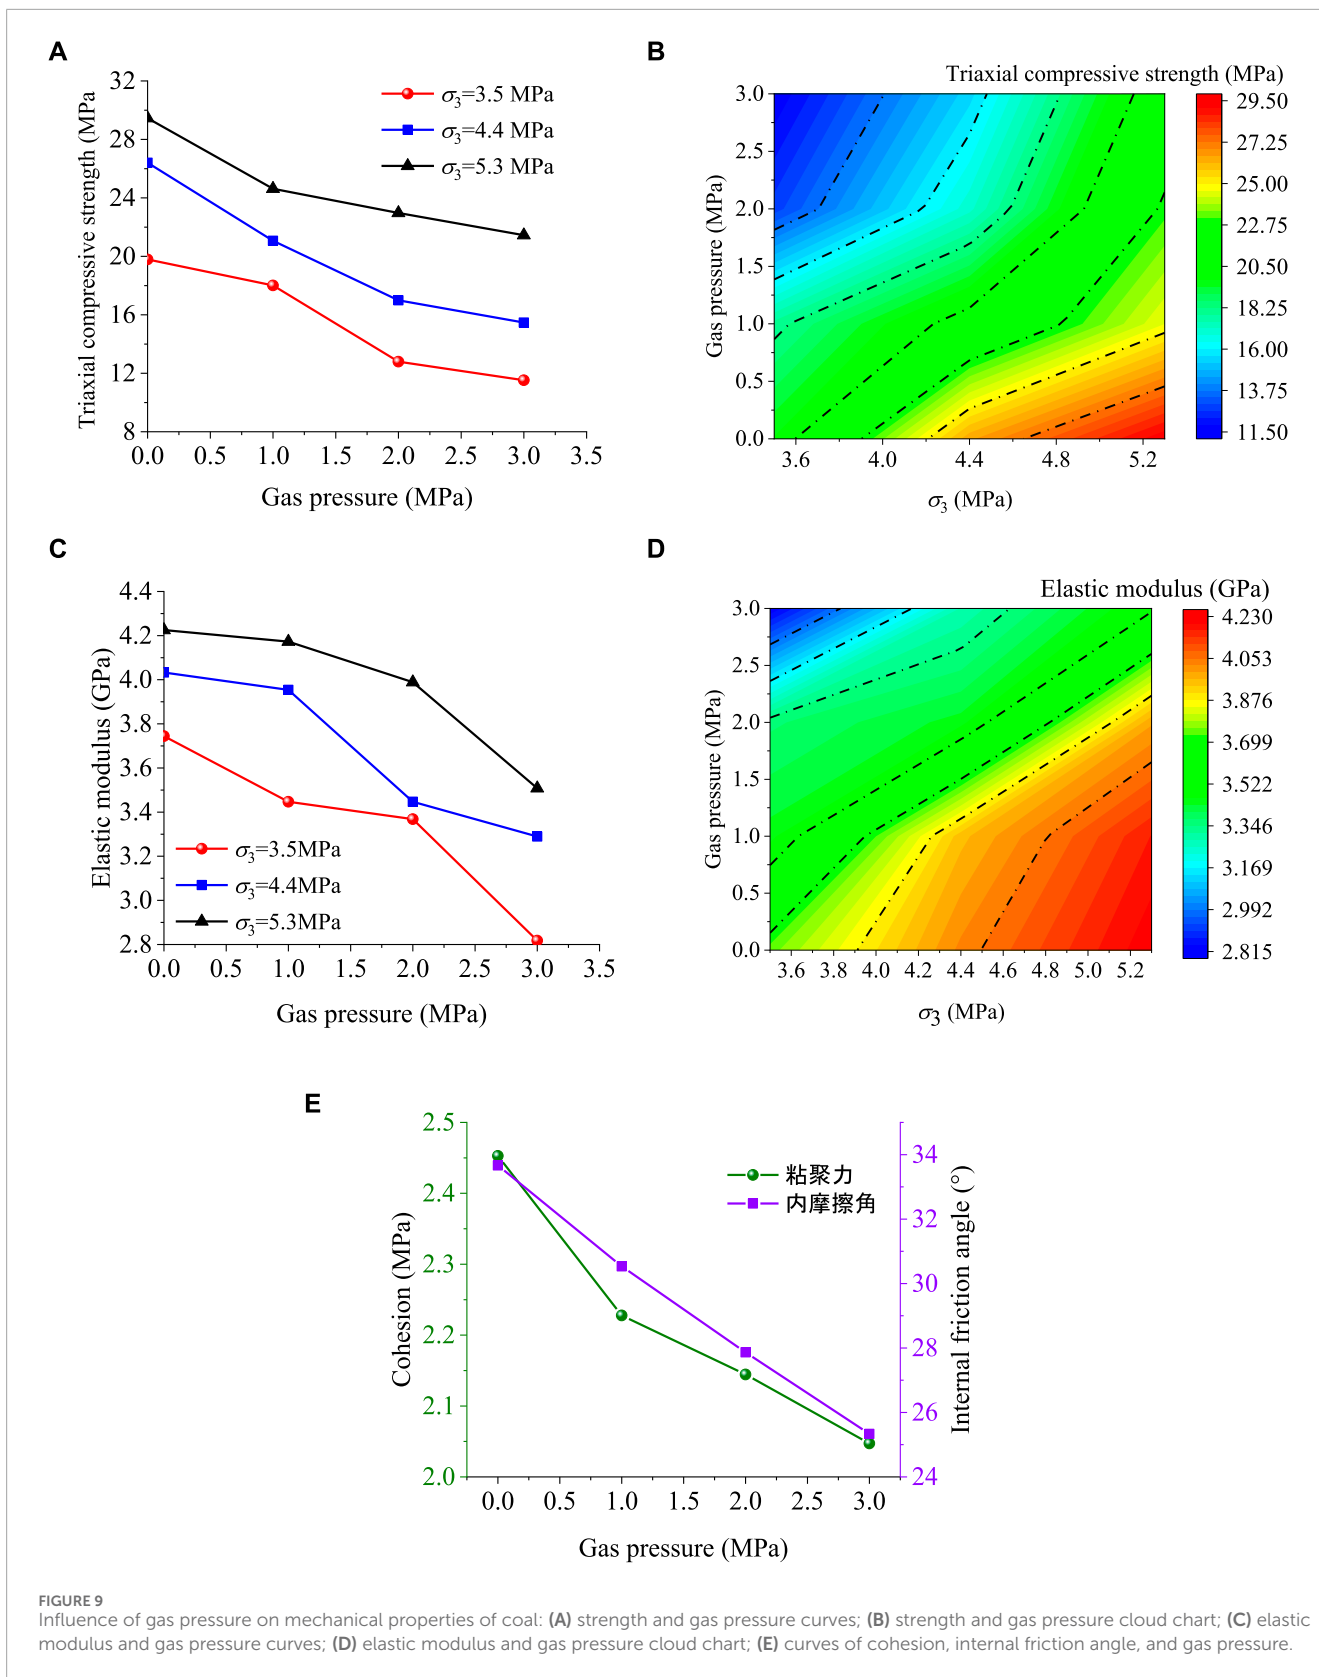 A
Triaxial compressive strength (MPa
32
28
24
20
16
12
8
0.0 0.5 1.0 1.5 2.0 2.5 3.0 3.5
Gas pressure (MPa)
σ3=3.5 MPa
σ3=4.4 MPa
σ3=5.3 MPa
B
Triaxial compressive strength (MPa)
Gas pressure (MPa)
3.0
2.5
2.0
1.5
1.0
0.5
0.0
3.6 4.0 4.4 4.8 5.2
σ3 (MPa)
29.50
27.25
25.00
22.75
20.50
18.25
16.00
13.75
11.50
C
Elastic modulus (GPa)
4.4
4.2
4.0
3.8
3.6
3.4
3.2
3.0
2.8
0.0 0.5 1.0 1.5 2.0 2.5 3.0 3.5
Gas pressure (MPa)
σ3=3.5MPa
σ3=4.4MPa
σ3=5.3MPa
D
Elastic modulus (GPa)
Gas pressure (MPa)
3.0
2.5
2.0
1.5
1.0
0.5
0.0
3.6 3.8 4.0 4.2 4.4 4.6 4.8 5.0 5.2
σ3 (MPa)
4.230
4.053
3.876
3.699
3.522
3.346
3.169
2.992
2.815
E
Cohesion (MPa)
2.5
2.4
2.3
2.2
2.1
2.0
粘聚力
内摩擦角
34
32
30
28
26
24
Internal friction angle (°)
0.0 0.5 1.0 1.5 2.0 2.5 3.0
Gas pressure (MPa)
FIGURE 9
Influence of gas pressure on mechanical properties of coal: (A) strength and gas pressure curves; (B) strength and gas pressure cloud chart; (C) elastic
modulus and gas pressure curves; (D) elastic modulus and gas pressure cloud chart; (E) curves of cohesion, internal friction angle, and gas pressure.